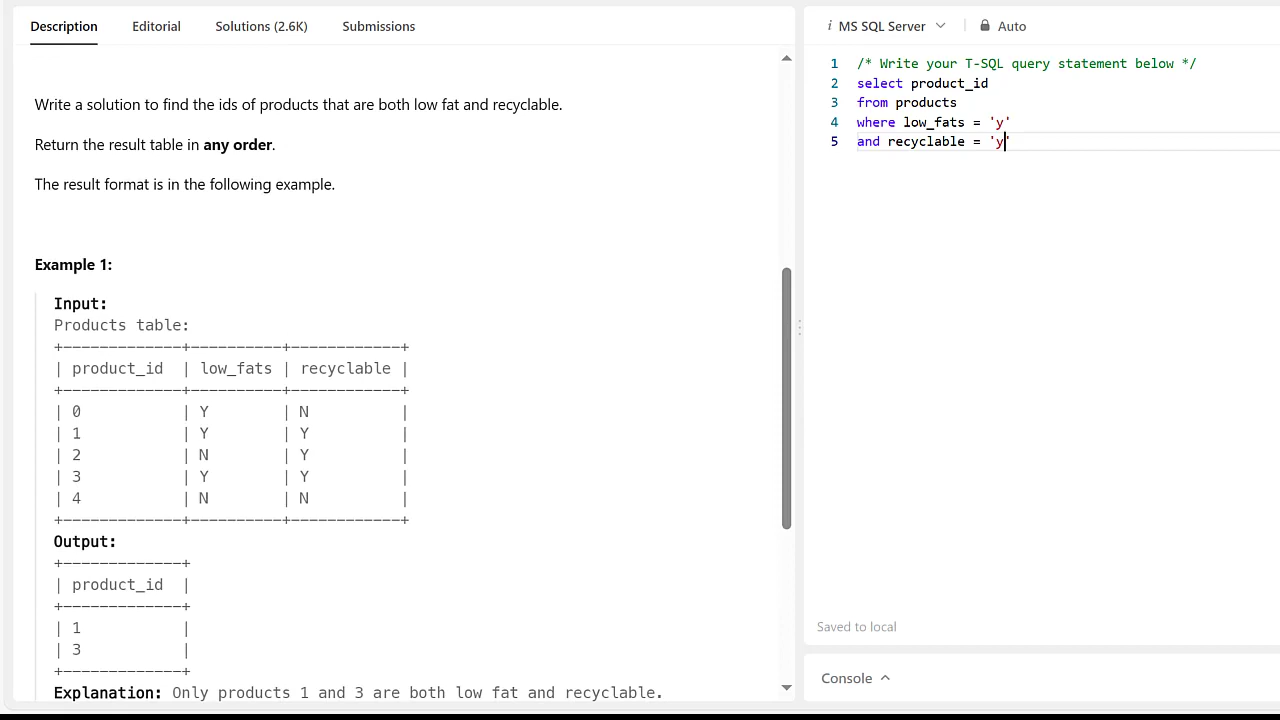 Description Editorial Solutions (2.6K) Submissions
Write a solution to find the ids of products that are both low fat and recyclable.
Return the result table in any order.
The result format is in the following example.
Example 1:
Input:
Products table:
+-------------+----------+------------+
| product_id  | low_fats | recyclable |
+-------------+----------+------------+
| 0           | Y        | N          |
| 1           | Y        | Y          |
| 2           | N        | Y          |
| 3           | Y        | Y          |
| 4           | N        | N          |
+-------------+----------+------------+
Output:
+-------------+
| product_id  |
+-------------+
| 1           |
| 3           |
+-------------+
Explanation: Only products 1 and 3 are both low fat and recyclable.
i MS SQL Server Auto
1 /* Write your T-SQL query statement below */
2 select product_id
3 from products
4 where low_fats = 'y'
5 and recyclable = 'y'
Saved to local
Console